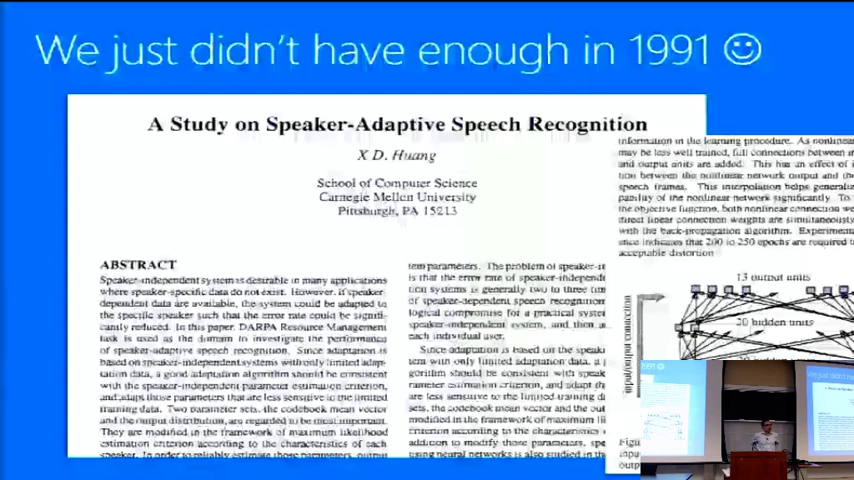 We just didn't have enough in 1991 ☺
A Study on Speaker-Adaptive Speech Recognition
X D. Huang
School of Computer Science
Carnegie Mellon University
Pittsburgh, PA 15213
ABSTRACT
Speaker-independent system is desirable in many applications
where speaker-specific data do not exist. However, if speaker-
dependent data are available, the system could be adapted to
the specific speaker such that the error rate could be signifi-
cantly reduced. In this paper, DARPA Resource Management
task is used as the domain to investigate the performance
of speaker-adaptive speech recognition. Since adaptation is
based on speaker-independent systems with only limited adap-
tation data, a good adaptation algorithm should be consistent
with the speaker-independent parameter estimation criterion,
and adapt those parameters that are less sensitive to the limited
training data. Two parameter sets, the codebook mean vector
and the output distribution, are regarded to be most important.
They are modified in the framework of maximum likelihood
estimation criterion according to the characteristics of each
speaker. In order to reliably estimate those parameters, output
tem parameters. The problem of speaker-i
is that the error rate of speaker-independ
tion systems is generally two to three tim
of speaker-dependent speech recognition
logical compromise for a practical syste
speaker-independent system, and then a
each individual user.
Since adaptation is based on the speaki
tem with only limited adaptation data, a
gorithm should be consistent with speak
rameter estimation criterion, and adapt th
are less sensitive to the limited training d
sets, the codebook mean vector and the out
modified in the framework of maximum li
criterion according to the characteristics
addition to modify those parameters, spe
using neural networks is also studied in th
information in the learning procedure. As nonlinear
may be less well trained, full connections between in
and output units are added. This has an effect of i
tion between the nonlinear network output and the
speech frames. This interpolation helps generaliz
pability of the nonlinear network significantly. To
the objective function, both nonlinear connection we
direct linear connection weights are simultaneously
with the back-propagation algorithm. Experimenta
ence indicates that 200 to 250 epochs are required t
acceptable distortion
13 output units
20 hidden units
input/output connection
Figu
input
outp
1991 ☺
We just didn't